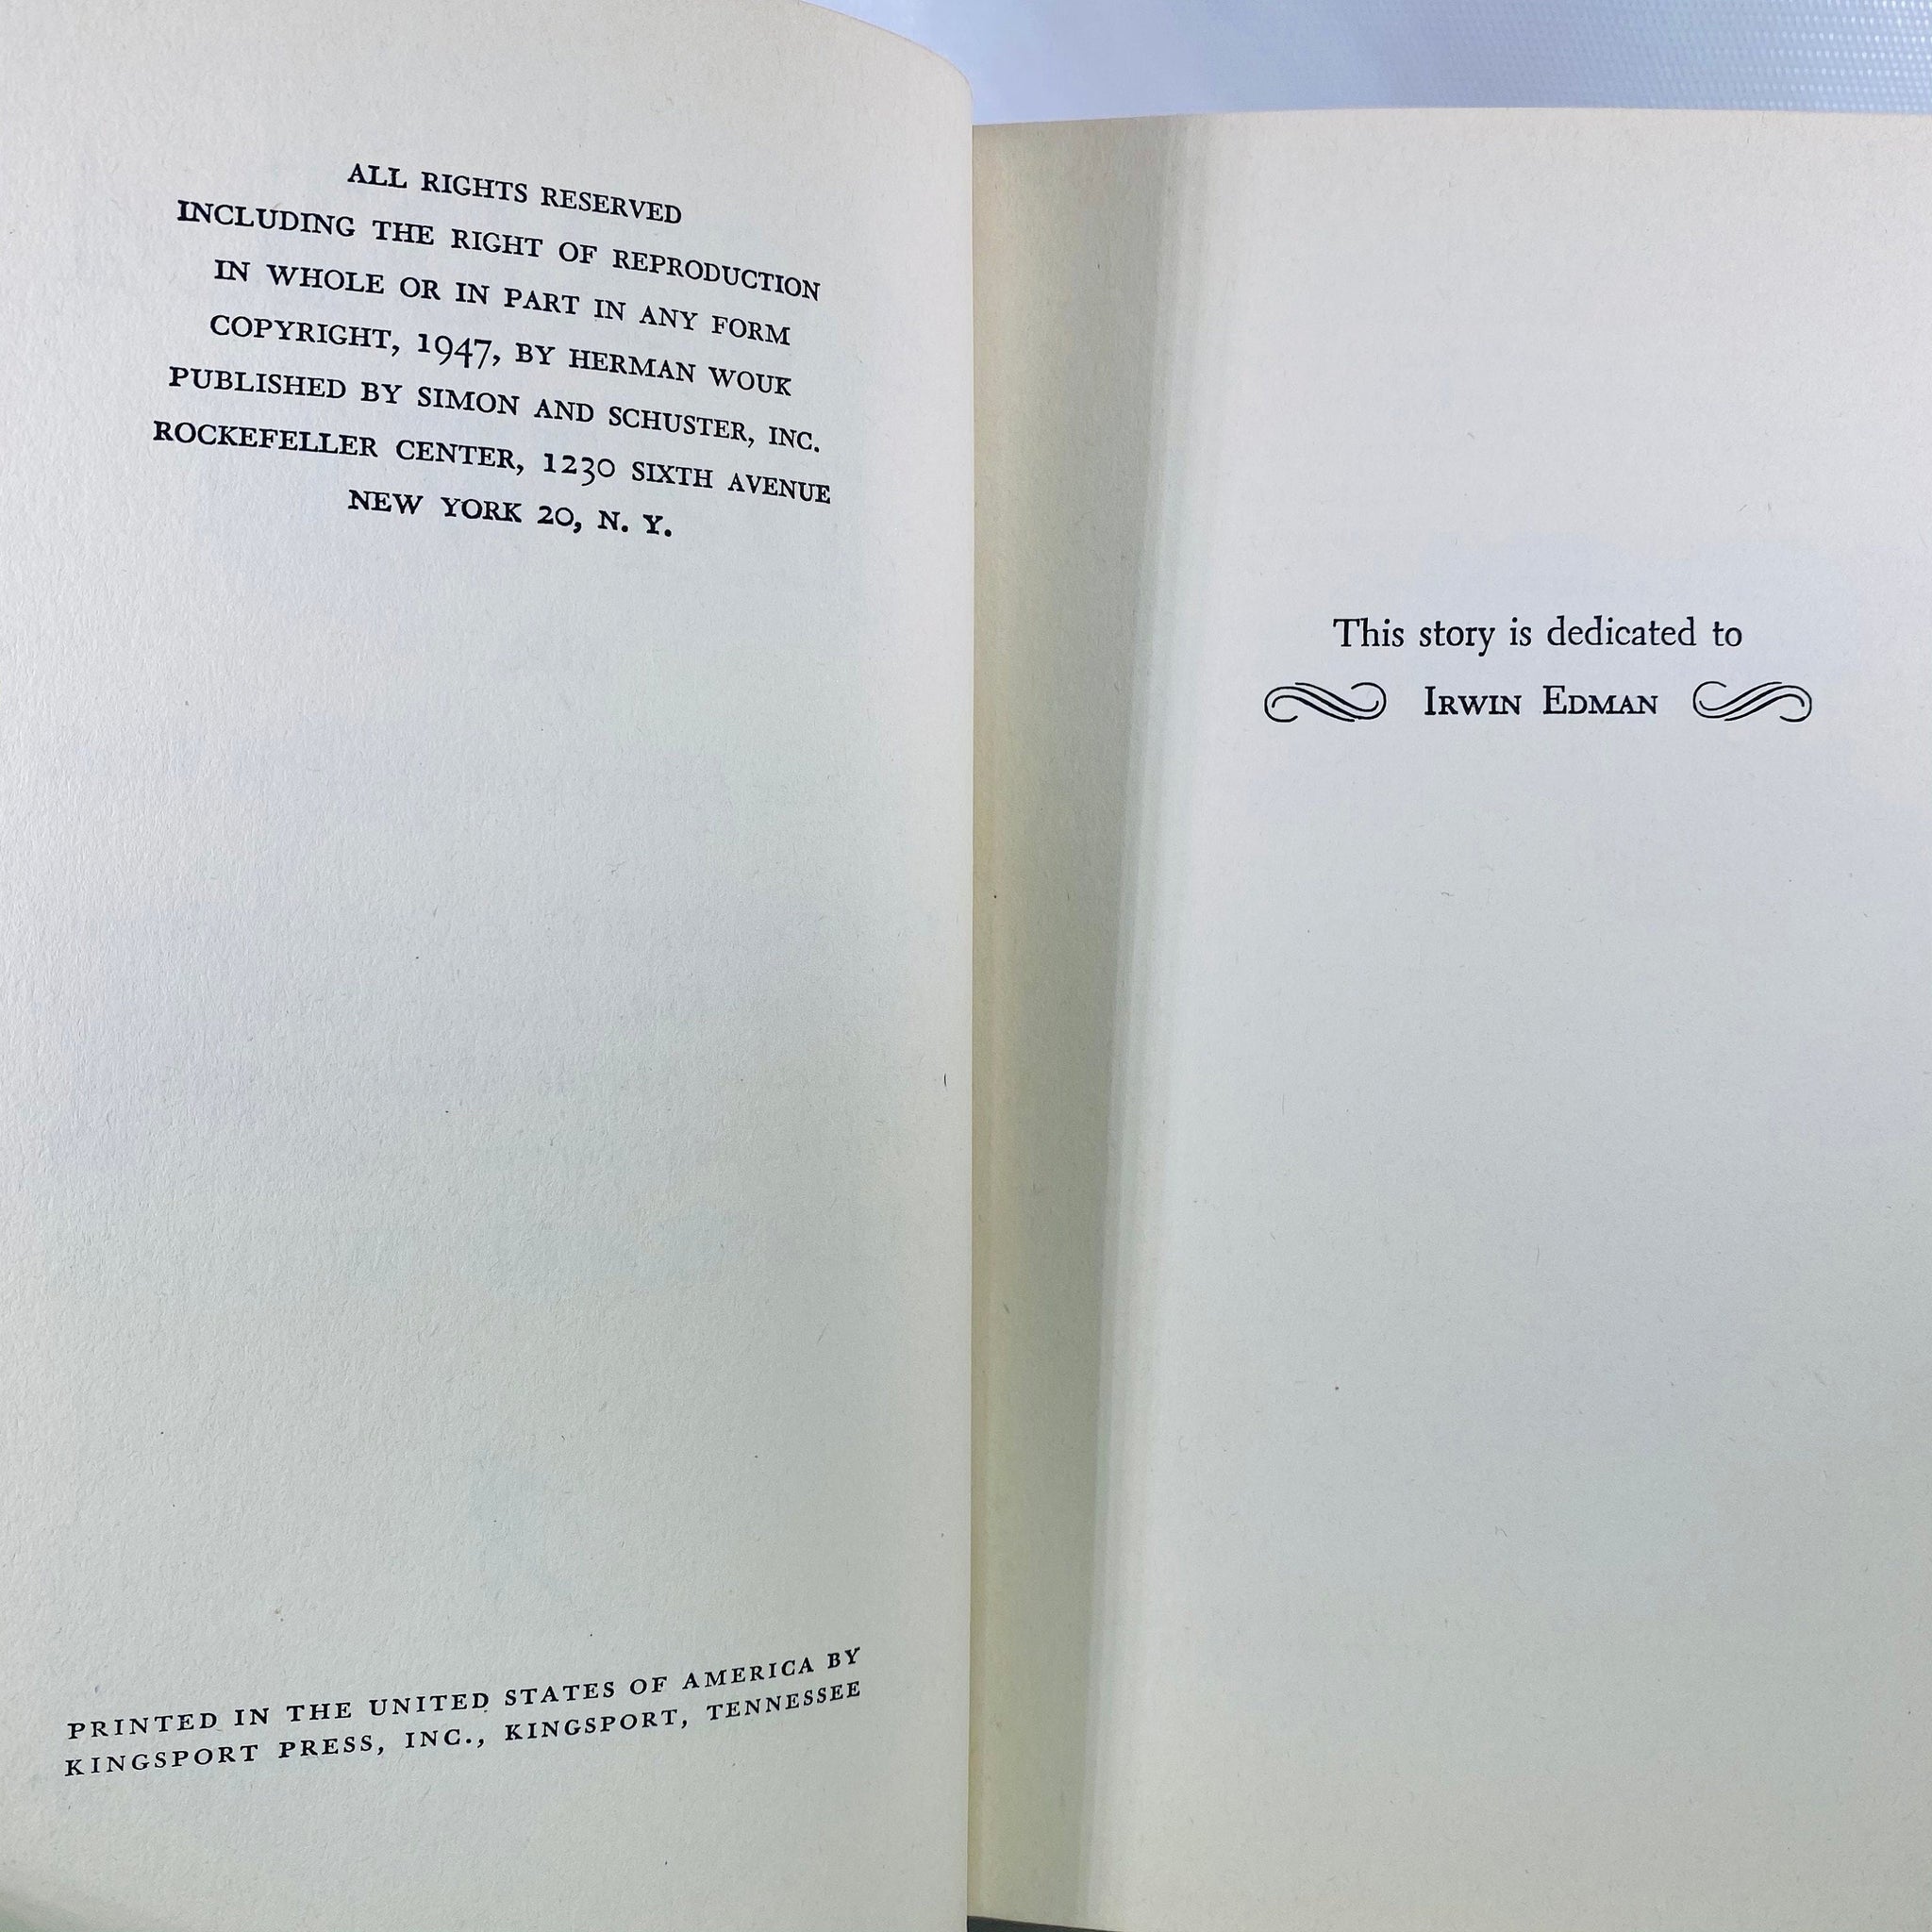 ALL RIGHTS RESERVED
INCLUDING THE RIGHT OF REPRODUCTION
IN WHOLE OR IN PART IN ANY FORM
COPYRIGHT, 1947, BY HERMAN WOUK
PUBLISHED BY SIMON AND SCHUSTER, INC.
ROCKEFELLER CENTER, 1230 SIXTH AVENUE
NEW YORK 20, N. Y.
PRINTED IN THE UNITED STATES OF AMERICA BY
KINGSPORT PRESS, INC., KINGSPORT, TENNESSEE
This story is dedicated to
IRWIN EDMAN